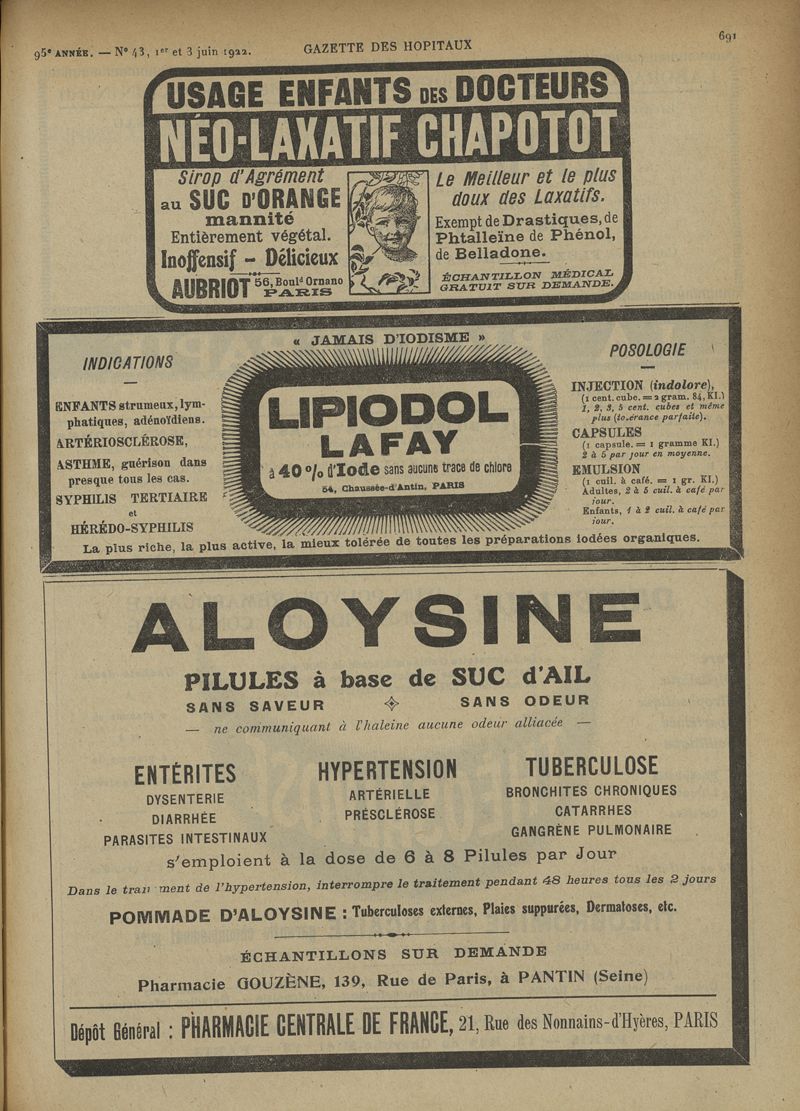 95e ANNÉE. — No 43, 1er et 3 juin 1922.
GAZETTE DES HOPITAUX
691
USAGE ENFANTS DES DOCTEURS
NÉO-LAXATIF CHAPOTOT
Sirop d'Agrément
au SUC D'ORANGE
mannité
Entièrement végétal.
Inoffensif - Délicieux
AUBRIOT 56, Bould Ornano
PARIS
Le Meilleur et le plus
doux des Laxatifs.
Exempt de Drastiques, de
Phtalleïne de Phénol,
de Belladone.
ÉCHANTILLON MÉDICAL
GRATUIT SUR DEMANDE.
« JAMAIS D'IODISME »
INDICATIONS
ENFANTS strumeux, lym-
phatiques, adénoïdiens.
ARTÉRIOSCLÉROSE,
ASTHME, guérison dans
presque tous les cas.
SYPHILIS TERTIAIRE
et
HÉRÉDO-SYPHILIS
LIPIODOL
LAFAY
à 40 % d'Iode sans aucune trace de chlore
54, Chaussée-d'Antin, PARIS
POSOLOGIE
INJECTION (indolore),
(1 cent. cube. = 2 gram. 84, KI.)
1, 2, 3, 5 cent. cubes et même
plus (to.érance parfaite).
CAPSULES
(1 capsule. = 1 gramme KI.)
2 à 5 par jour en moyenne.
EMULSION
(1 cuil. à café. = 1 gr. KI.)
Adultes, 2 à 5 cuil. à café par
jour.
Enfants, 1 à 2 cuil. à café par
jour.
La plus riche, la plus active, la mieux tolérée de toutes les préparations iodées organiques.
ALOYSINE
PILULES à base de SUC d'AIL
SANS SAVEUR SANS ODEUR
— ne communiquant à l'haleine aucune odeur alliacée —
ENTÉRITES
DYSENTERIE
DIARRHÉE
PARASITES INTESTINAUX
HYPERTENSION
ARTÉRIELLE
PRÉSCLÉROSE
TUBERCULOSE
BRONCHITES CHRONIQUES
CATARRHES
GANGRÈNE PULMONAIRE
s'emploient à la dose de 6 à 8 Pilules par Jour
Dans le trai ment de l'hypertension, interrompre le traitement pendant 48 heures tous les 2 jours
POMMADE D'ALOYSINE : Tuberculoses externes, Plaies suppurées, Dermatoses, etc.
ÉCHANTILLONS SUR DEMANDE
Pharmacie GOUZÈNE, 139, Rue de Paris, à PANTIN (Seine)
Dépôt Général : PHARMACIE CENTRALE DE FRANCE, 21, Rue des Nonnains-d'Hyères, PARIS